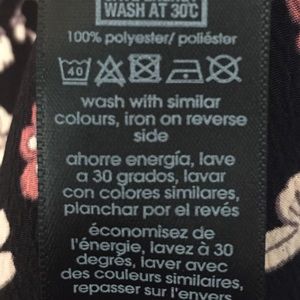 WASH AT 30°C
100% polyester/ poliéster
40
wash with similar
colours, iron on reverse
side
ahorre energía, lave
a 30 grados, lavar
con colores similares,
planchar por el revés
économisez de
l'énergie, lavez à 30
degrés, laver avec
des couleurs similaires,
repasser sur l'envers